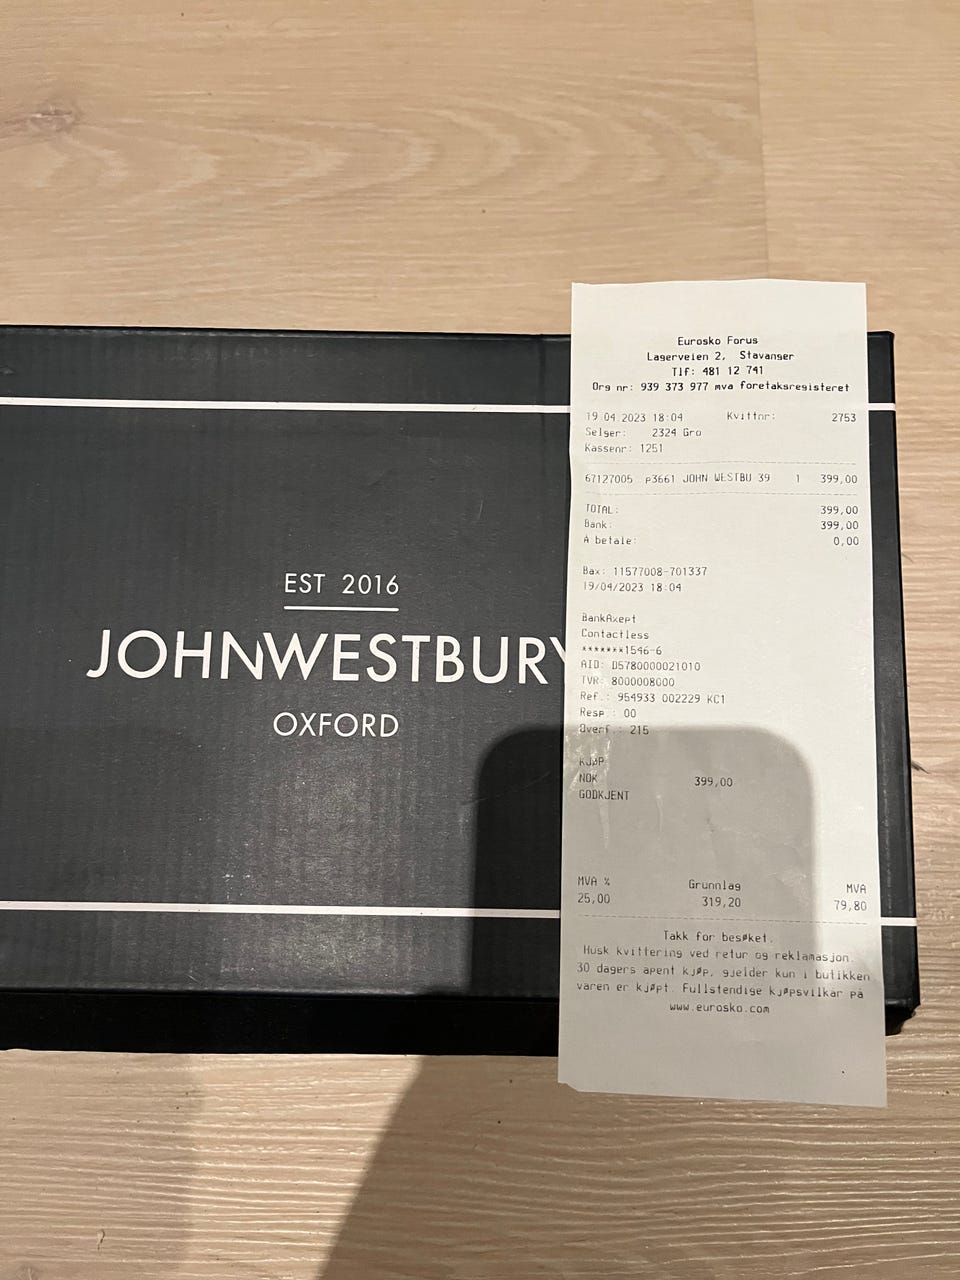 EST 2016
JOHNWESTBURY
OXFORD
Eurosko Forus
Lagerveien 2, Stavanger
Tlf: 481 12 741
Org nr: 939 373 977 mva foretaksregisteret
19.04.2023 18:04 Kvittnr: 2753
Selger: 2324 Gro
Kassenr: 1251
67127005 p3661 JOHN WESTBU 39 1 399,00
TOTAL: 399,00
Bank: 399,00
Å betale: 0,00
Bax: 11577008-701337
19/04/2023 18:04
BankAxept
Contactless
*******1546-6
AID: D5780000021010
TVR: 8000008000
Ref.: 954933 002229 KC1
Resp.: 00
Overf.: 215
KJØP
NOK 399,00
GODKJENT
MVA % Grunnlag MVA
25,00 319,20 79,80
Takk for besøket.
Husk kvittering ved retur og reklamasjon.
30 dagers åpent kjøp, gjelder kun i butikken
varen er kjøpt. Fullstendige kjøpsvilkår på
www.eurosko.com